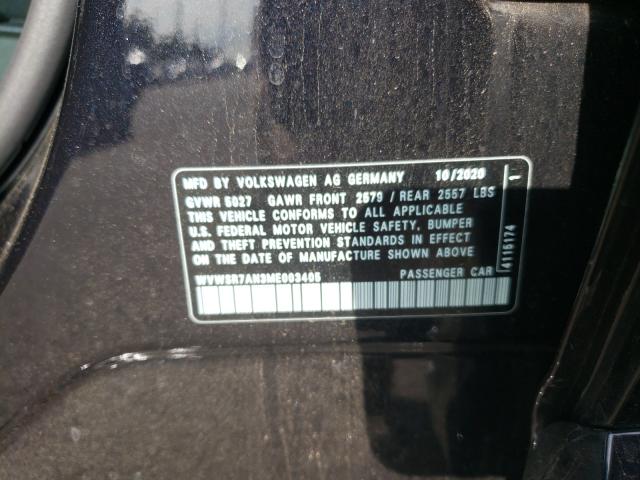 MFD BY VOLKSWAGEN AG GERMANY 10/2020
GVWR 5027 GAWR FRONT 2579 / REAR 2557 LBS
THIS VEHICLE CONFORMS TO ALL APPLICABLE
U.S. FEDERAL MOTOR VEHICLE SAFETY, BUMPER
AND THEFT PREVENTION STANDARDS IN EFFECT
ON THE DATE OF MANUFACTURE SHOWN ABOVE
WVWSR7AN3ME003405 PASSENGER CAR
41115174